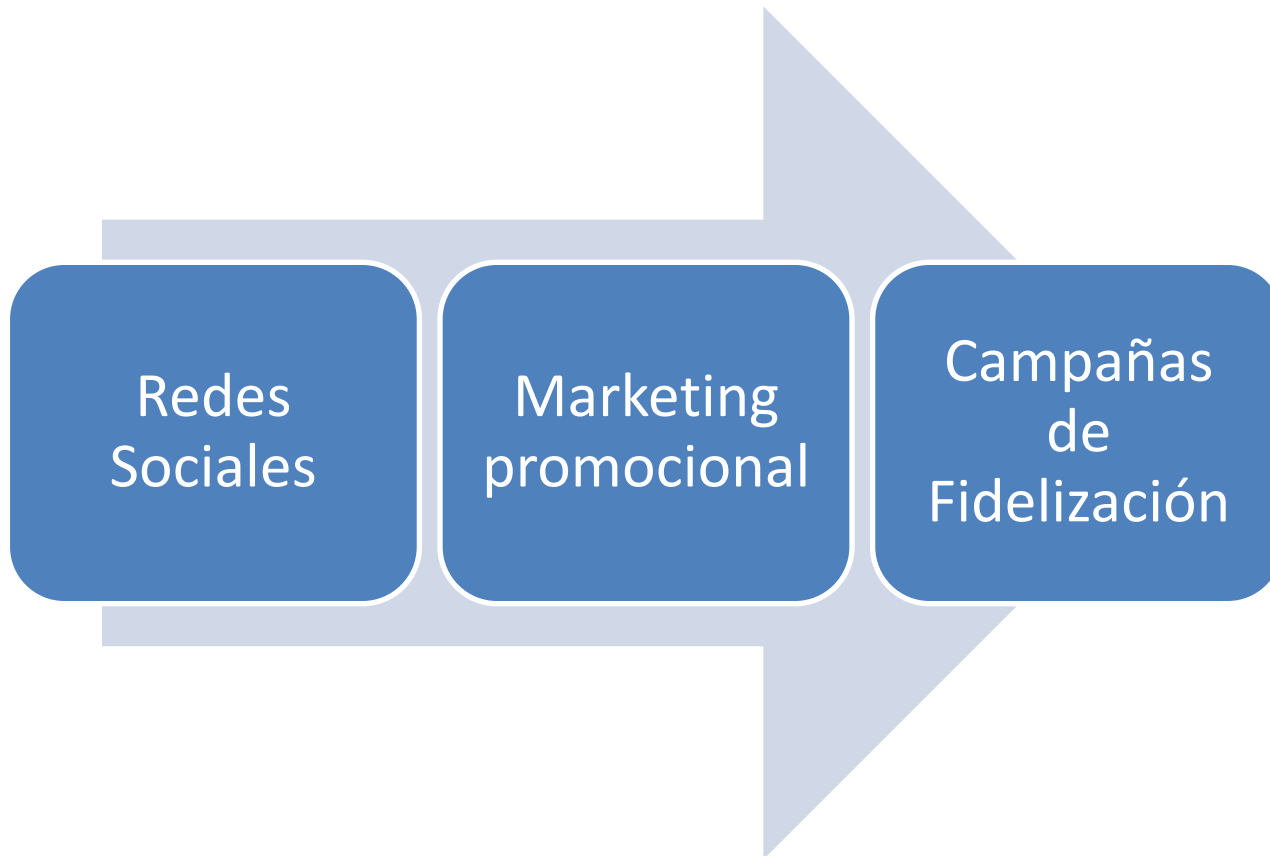 Redes
Sociales
Marketing
promocional
Campañas
de
Fidelización